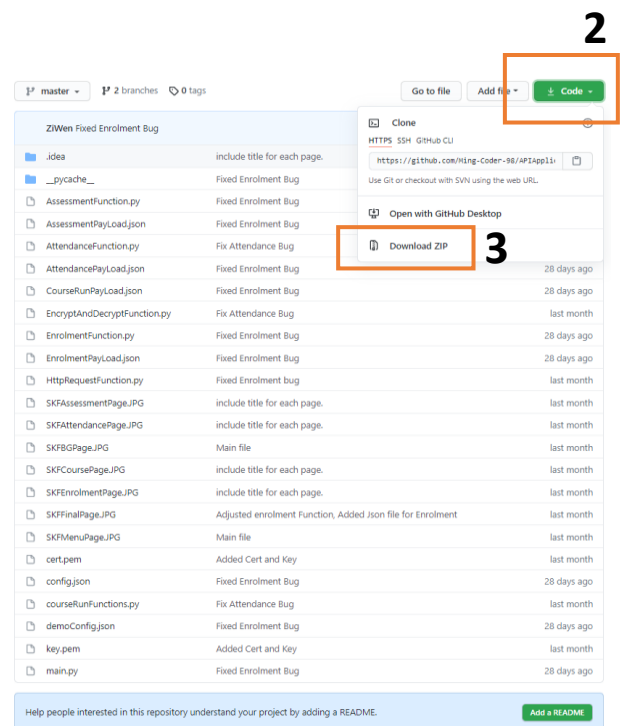 2
master 2 branches 0 tags Go to file Add file Code
ZiWen Fixed Enrolment Bug
Clone
HTTPS SSH GitHub CLI
https://github.com/Ming-Coder-98/APIApplic
Use Git or checkout with SVN using the web URL.
Open with GitHub Desktop
Download ZIP 3
.idea include title for each page.
__pycache__ Fixed Enrolment Bug
AssessmentFunction.py Fixed Enrolment Bug
AssessmentPayLoad.json Fixed Enrolment Bug
AttendanceFunction.py Fix Attendance Bug
AttendancePayLoad.json Fixed Enrolment Bug 28 days ago
CourseRunPayLoad.json Fixed Enrolment Bug 28 days ago
EncryptAndDecryptFunction.py Fix Attendance Bug last month
EnrolmentFunction.py Fixed Enrolment Bug 28 days ago
EnrolmentPayLoad.json Fixed Enrolment Bug 28 days ago
HttpRequestFunction.py Fixed Enrolment bug last month
SKFAssessmentPage.JPG include title for each page. last month
SKFAttendancePage.JPG include title for each page. last month
SKFBGPage.JPG Main file last month
SKFCoursePage.JPG include title for each page. last month
SKFEnrolmentPage.JPG include title for each page. last month
SKFFinalPage.JPG Adjusted enrolment Function, Added Json file for Enrolment last month
SKFMenuPage.JPG Main file last month
cert.pem Added Cert and Key last month
config.json Fixed Enrolment Bug 28 days ago
courseRunFunctions.py Fix Attendance Bug last month
demoConfig.json Fixed Enrolment Bug 28 days ago
key.pem Added Cert and Key last month
main.py Fixed Enrolment Bug 28 days ago
Help people interested in this repository understand your project by adding a README. Add a README